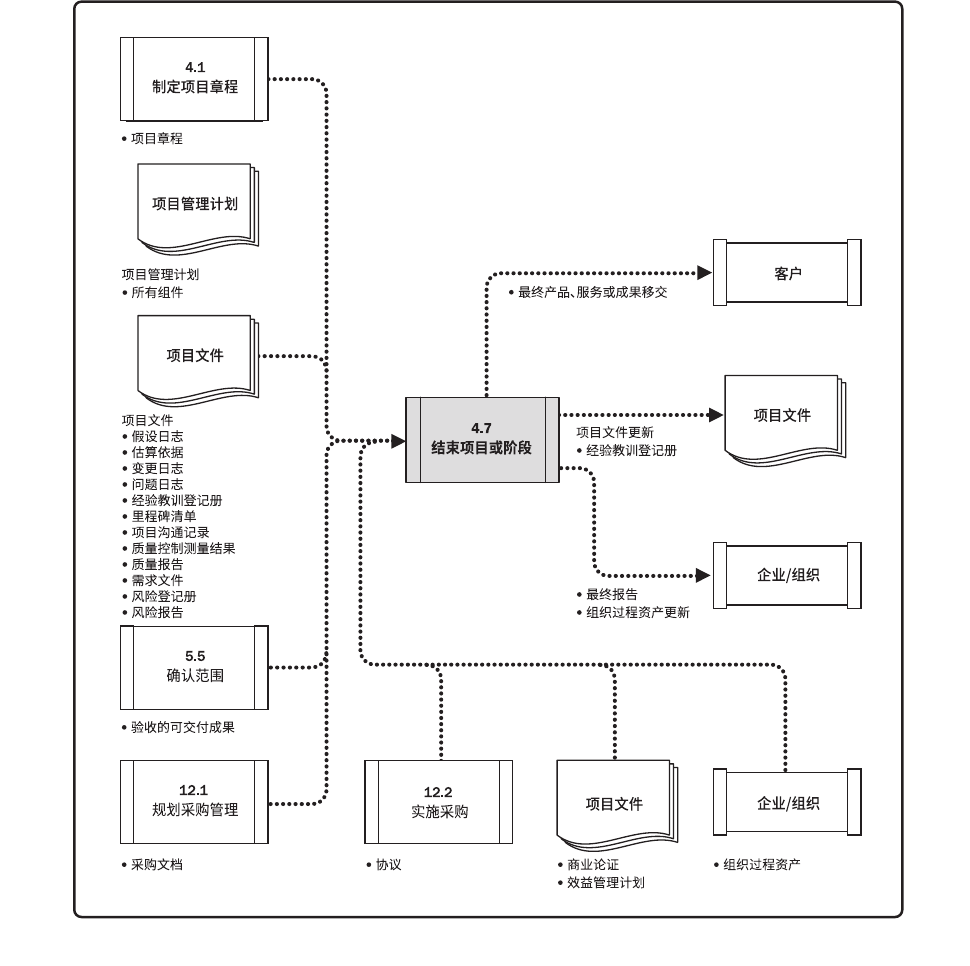 4.1
制定项目章程
• 项目章程
项目管理计划
项目管理计划
• 所有组件
项目文件
项目文件
• 假设日志
• 估算依据
• 变更日志
• 问题日志
• 经验教训登记册
• 里程碑清单
• 项目沟通记录
• 质量控制测量结果
• 质量报告
• 需求文件
• 风险登记册
• 风险报告
5.5
确认范围
• 验收的可交付成果
12.1
规划采购管理
• 采购文档
4.7
结束项目或阶段
客户
• 最终产品、服务或成果移交
项目文件
项目文件更新
• 经验教训登记册
企业/组织
• 最终报告
• 组织过程资产更新
12.2
实施采购
• 协议
项目文件
• 商业论证
• 效益管理计划
企业/组织
• 组织过程资产